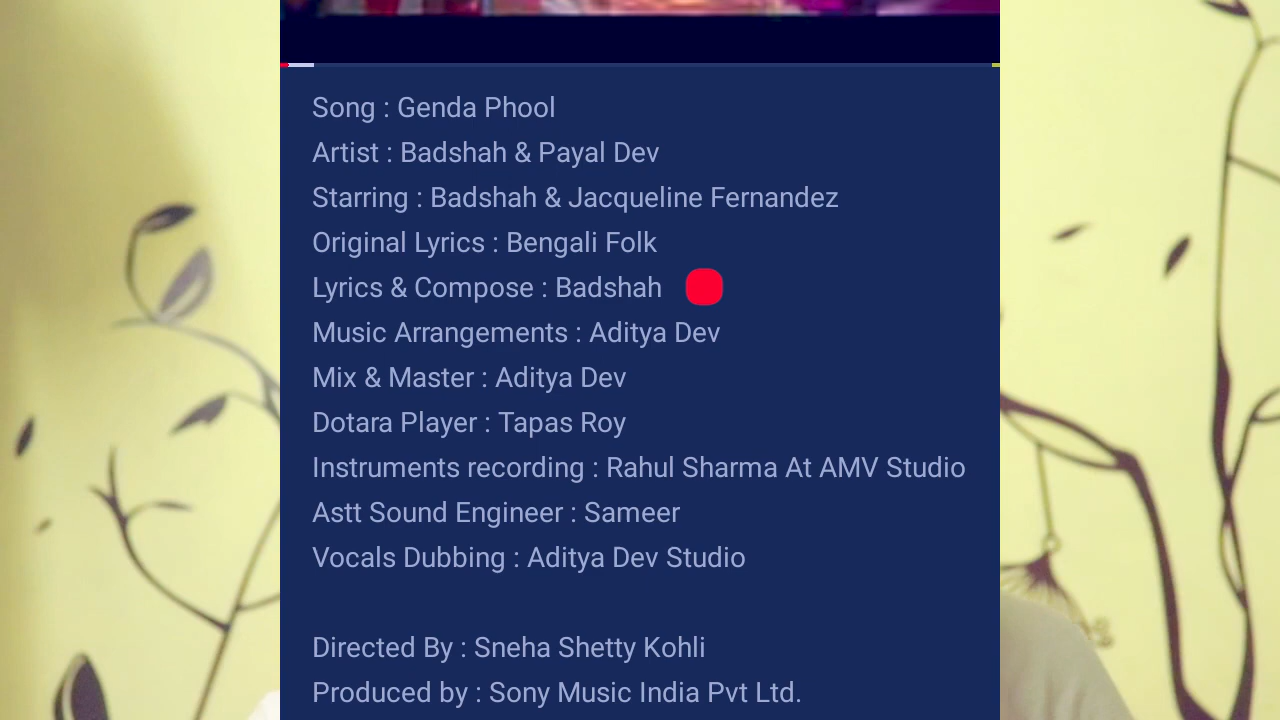 Song : Genda Phool
Artist : Badshah & Payal Dev
Starring : Badshah & Jacqueline Fernandez
Original Lyrics : Bengali Folk
Lyrics & Compose : Badshah
Music Arrangements : Aditya Dev
Mix & Master : Aditya Dev
Dotara Player : Tapas Roy
Instruments recording : Rahul Sharma At AMV Studio
Astt Sound Engineer : Sameer
Vocals Dubbing : Aditya Dev Studio
Directed By : Sneha Shetty Kohli
Produced by : Sony Music India Pvt Ltd.